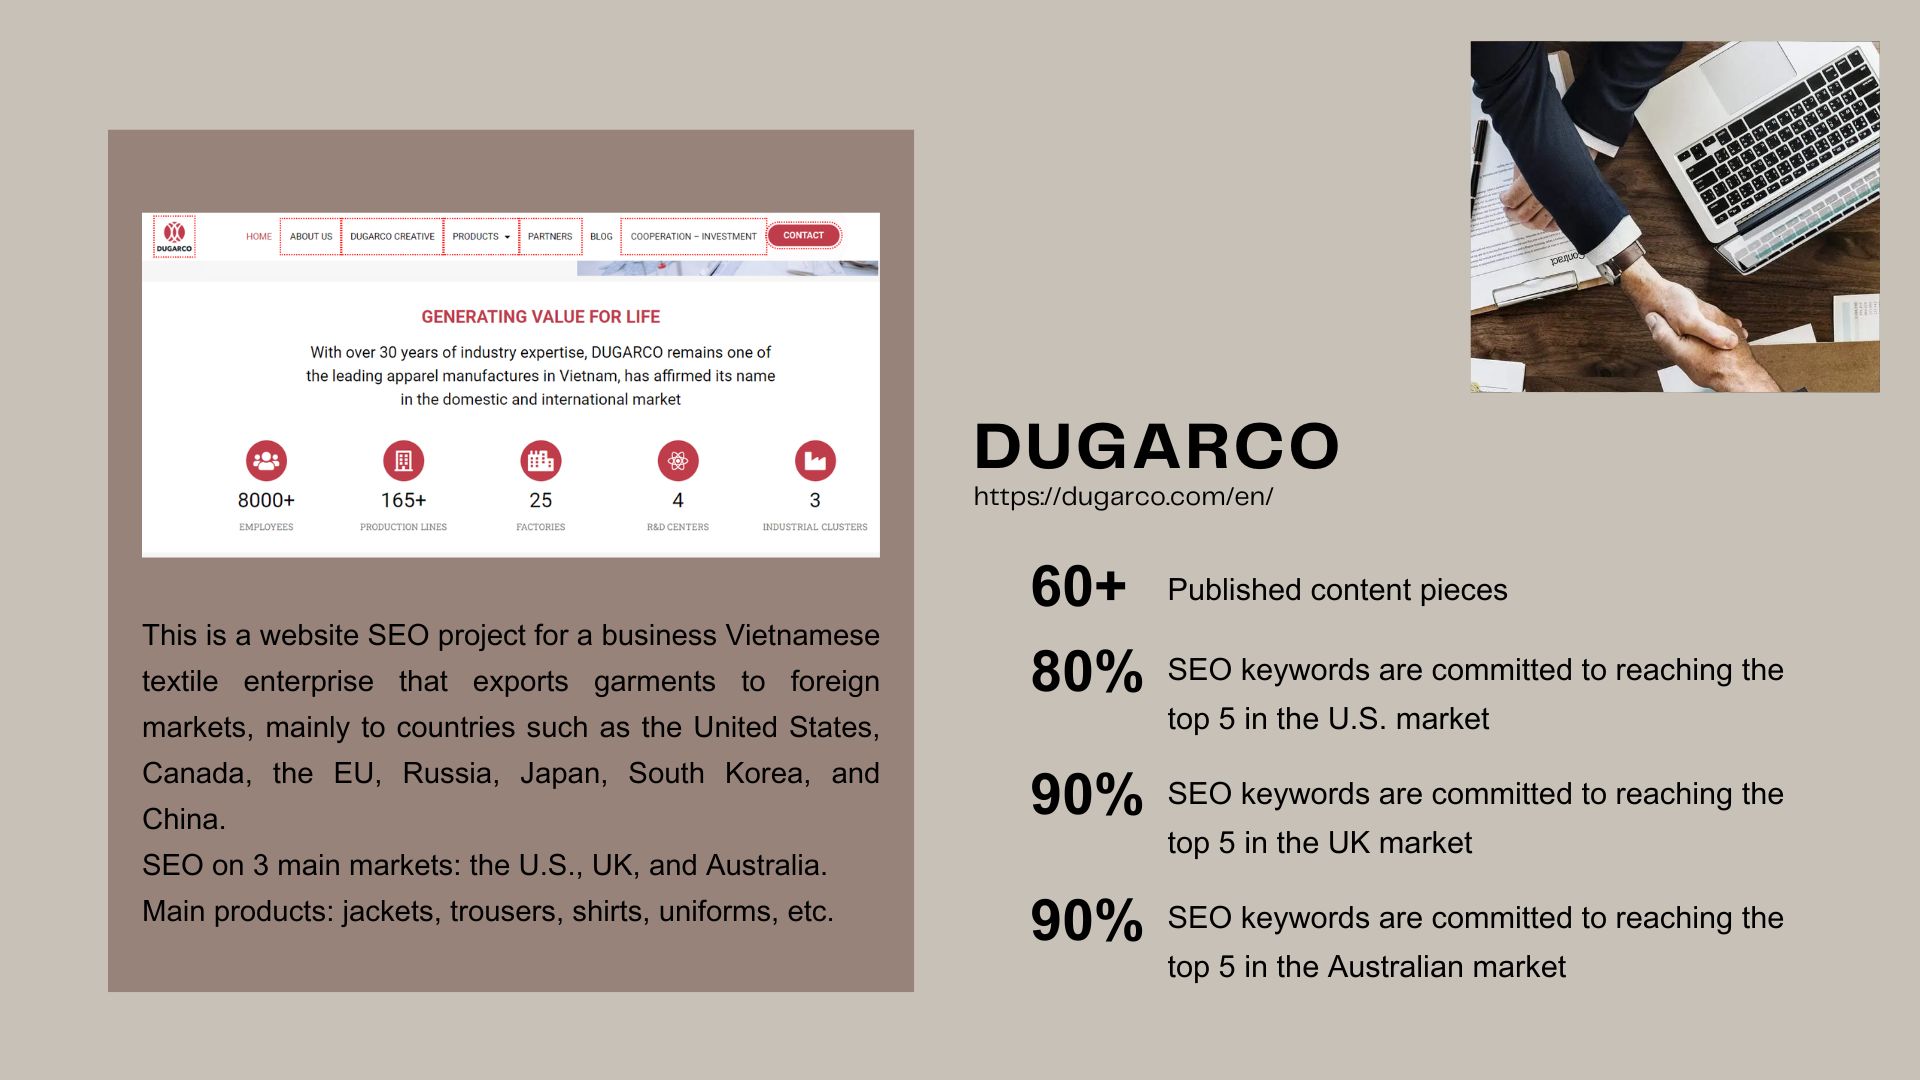 DUGARCO
HOME ABOUT US DUGARCO CREATIVE PRODUCTS PARTNERS BLOG COOPERATION – INVESTMENT CONTACT
GENERATING VALUE FOR LIFE
With over 30 years of industry expertise, DUGARCO remains one of
the leading apparel manufactures in Vietnam, has affirmed its name
in the domestic and international market
8000+ 165+ 25 4 3
EMPLOYEES PRODUCTION LINES FACTORIES R&D CENTERS INDUSTRIAL CLUSTERS
This is a website SEO project for a business Vietnamese
textile enterprise that exports garments to foreign
markets, mainly to countries such as the United States,
Canada, the EU, Russia, Japan, South Korea, and
China.
SEO on 3 main markets: the U.S., UK, and Australia.
Main products: jackets, trousers, shirts, uniforms, etc.
Contract
DUGARCO
https://dugarco.com/en/
60+ Published content pieces
80% SEO keywords are committed to reaching the
top 5 in the U.S. market
90% SEO keywords are committed to reaching the
top 5 in the UK market
90% SEO keywords are committed to reaching the
top 5 in the Australian market